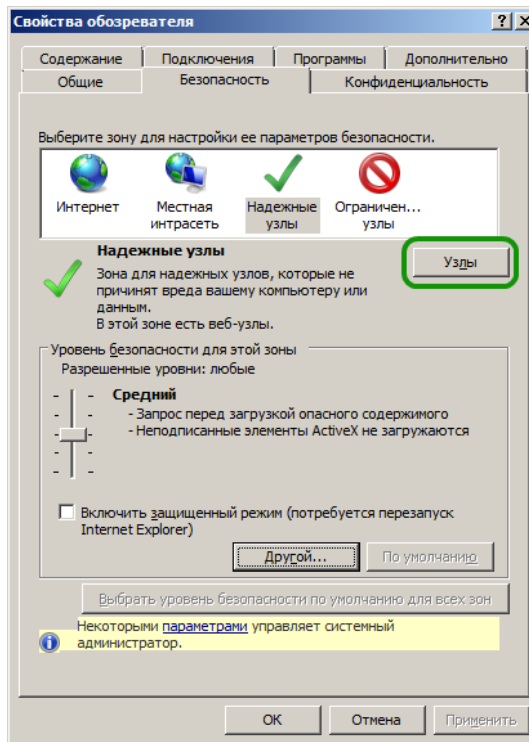 Свойства обозревателя
Содержание Подключения Программы Дополнительно
Общие Безопасность Конфиденциальность
Выберите зону для настройки ее параметров безопасности.
Интернет Местная Надежные Ограничен...
интрасеть узлы узлы
Надежные узлы
Узлы
Зона для надежных узлов, которые не
причинят вреда вашему компьютеру или
данным.
В этой зоне есть веб-узлы.
Уровень безопасности для этой зоны
Разрешенные уровни: любые
Средний
- Запрос перед загрузкой опасного содержимого
- Неподписанные элементы ActiveX не загружаются
Включить защищенный режим (потребуется перезапуск
Internet Explorer)
Другой... По умолчанию
Выбрать уровень безопасности по умолчанию для всех зон
Некоторыми параметрами управляет системный
администратор.
OK Отмена Применить